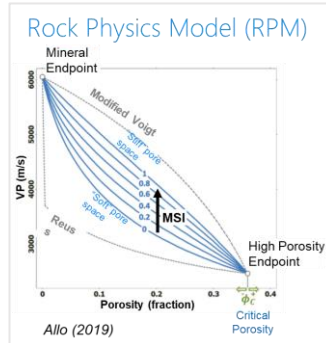 Rock Physics Model (RPM)
Mineral
Endpoint
6000
5000
4000
3000
VP (m/s)
Modified Voigt
"Stiff" pore
space
1
0.8
0.6
0.4
0.2
0
MSI
"Soft" pore
space
Reus
s
High Porosity
Endpoint
0
0.1
0.2
0.3
0.4
Porosity (fraction)
ϕc
Critical
Porosity
Allo (2019)